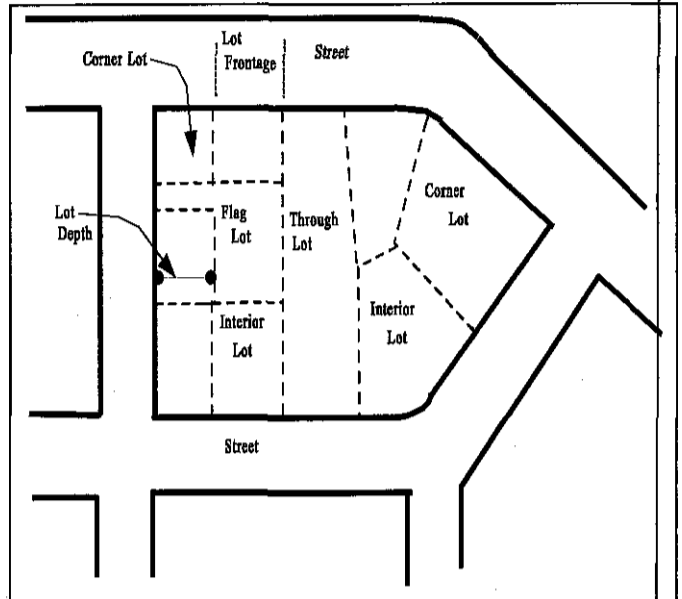 Lot
Frontage
Street
Corner Lot
Corner
Lot
Lot
Depth
Flag
Lot
Through
Lot
Interior
Lot
Interior
Lot
Street